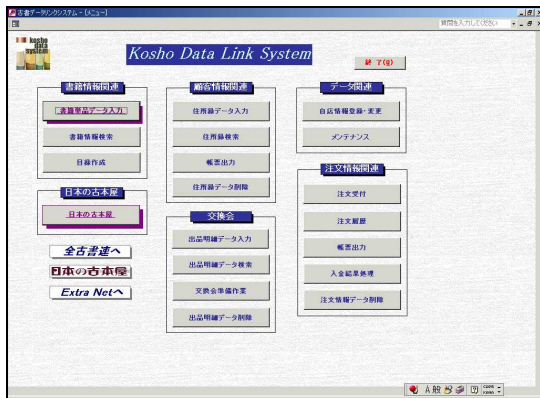 古書データリンクシステム - [メニュー]
質問を入力してください
kosho
data
system
Kosho Data Link System
終了(Q)
書籍情報関連
書籍単品データ入力
書籍情報検索
目録作成
日本の古本屋
日本の古本屋
全古書連へ
日本の古本屋
Extra Netへ
顧客情報関連
住所録データ入力
住所録検索
帳票出力
住所録データ削除
交換会
出品明細データ入力
出品明細データ検索
交換会準備作業
出品明細データ削除
データ関連
自店情報登録・変更
メンテナンス
注文情報関連
注文受付
注文履歴
帳票出力
入金結果処理
注文情報データ削除
A 般
CAPS
KANA